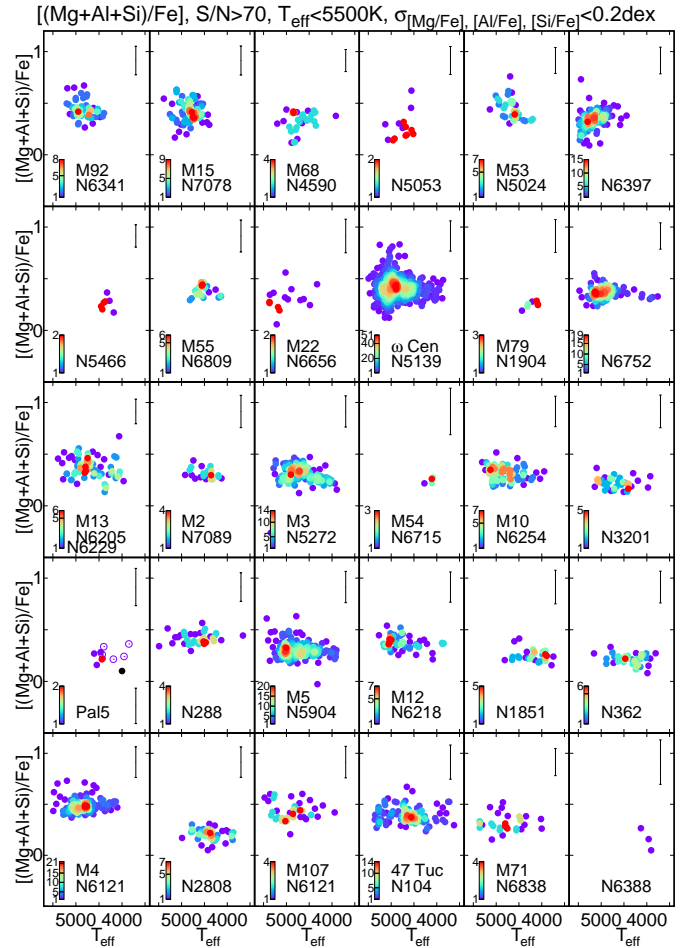 [(Mg+Al+Si)/Fe], S/N>70, T_eff<5500K, σ_[Mg/Fe], [Al/Fe], [Si/Fe]<0.2dex
[(Mg+Al+Si)/Fe]
1
0
8
5
1
M92
N6341
9
5
1
M15
N7078
4
1
M68
N4590
2
1
N5053
7
5
1
M53
N5024
15
10
5
1
N6397
[(Mg+Al+Si)/Fe]
1
0
2
1
N5466
6
5
1
M55
N6809
2
1
M22
N6656
51
40
20
1
ω Cen
N5139
3
1
M79
N1904
19
15
10
5
1
N6752
[(Mg+Al+Si)/Fe]
1
0
6
5
1
M13
N6205
N6229
4
1
M2
N7089
14
10
5
1
M3
N5272
3
1
M54
N6715
7
5
1
M10
N6254
5
1
N3201
[(Mg+Al+Si)/Fe]
1
0
2
1
Pal5
4
1
N288
20
15
10
5
1
M5
N5904
7
5
1
M12
N6218
5
1
N1851
6
1
N362
[(Mg+Al+Si)/Fe]
1
0
21
15
10
5
1
M4
N6121
7
5
1
N2808
4
1
M107
N6121
14
10
5
1
47 Tuc
N104
4
1
M71
N6838
N6388
5000 4000 5000 4000 5000 4000 5000 4000 5000 4000 5000 4000
T_eff T_eff T_eff T_eff T_eff T_eff